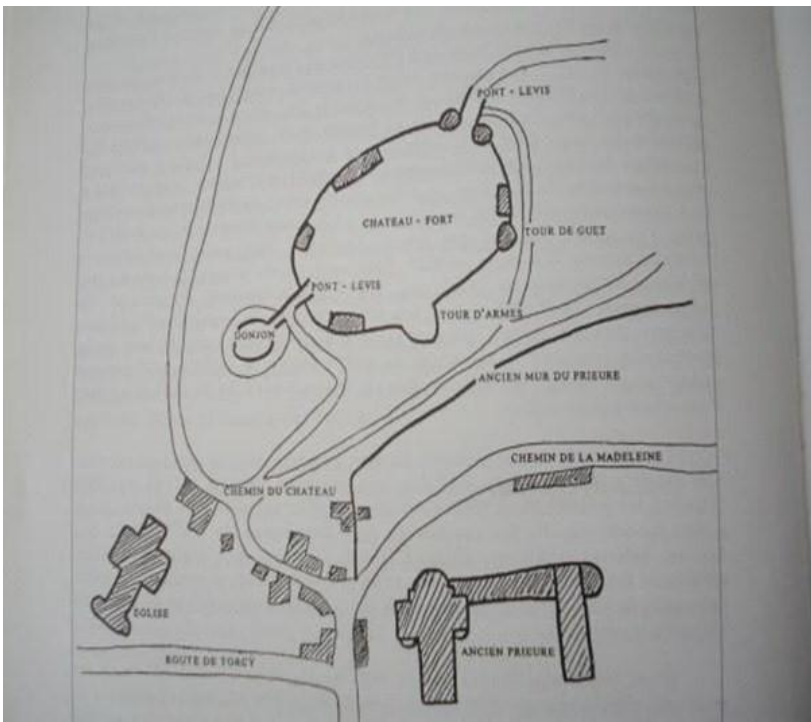 PONT - LEVIS
CHATEAU - FORT
TOUR DE GUET
PONT - LEVIS
TOUR D'ARMES
DONJON
ANCIEN MUR DU PRIEURE
CHEMIN DE LA MADELEINE
CHEMIN DU CHATEAU
EGLISE
ANCIEN PRIEURE
ROUTE DE TORCY